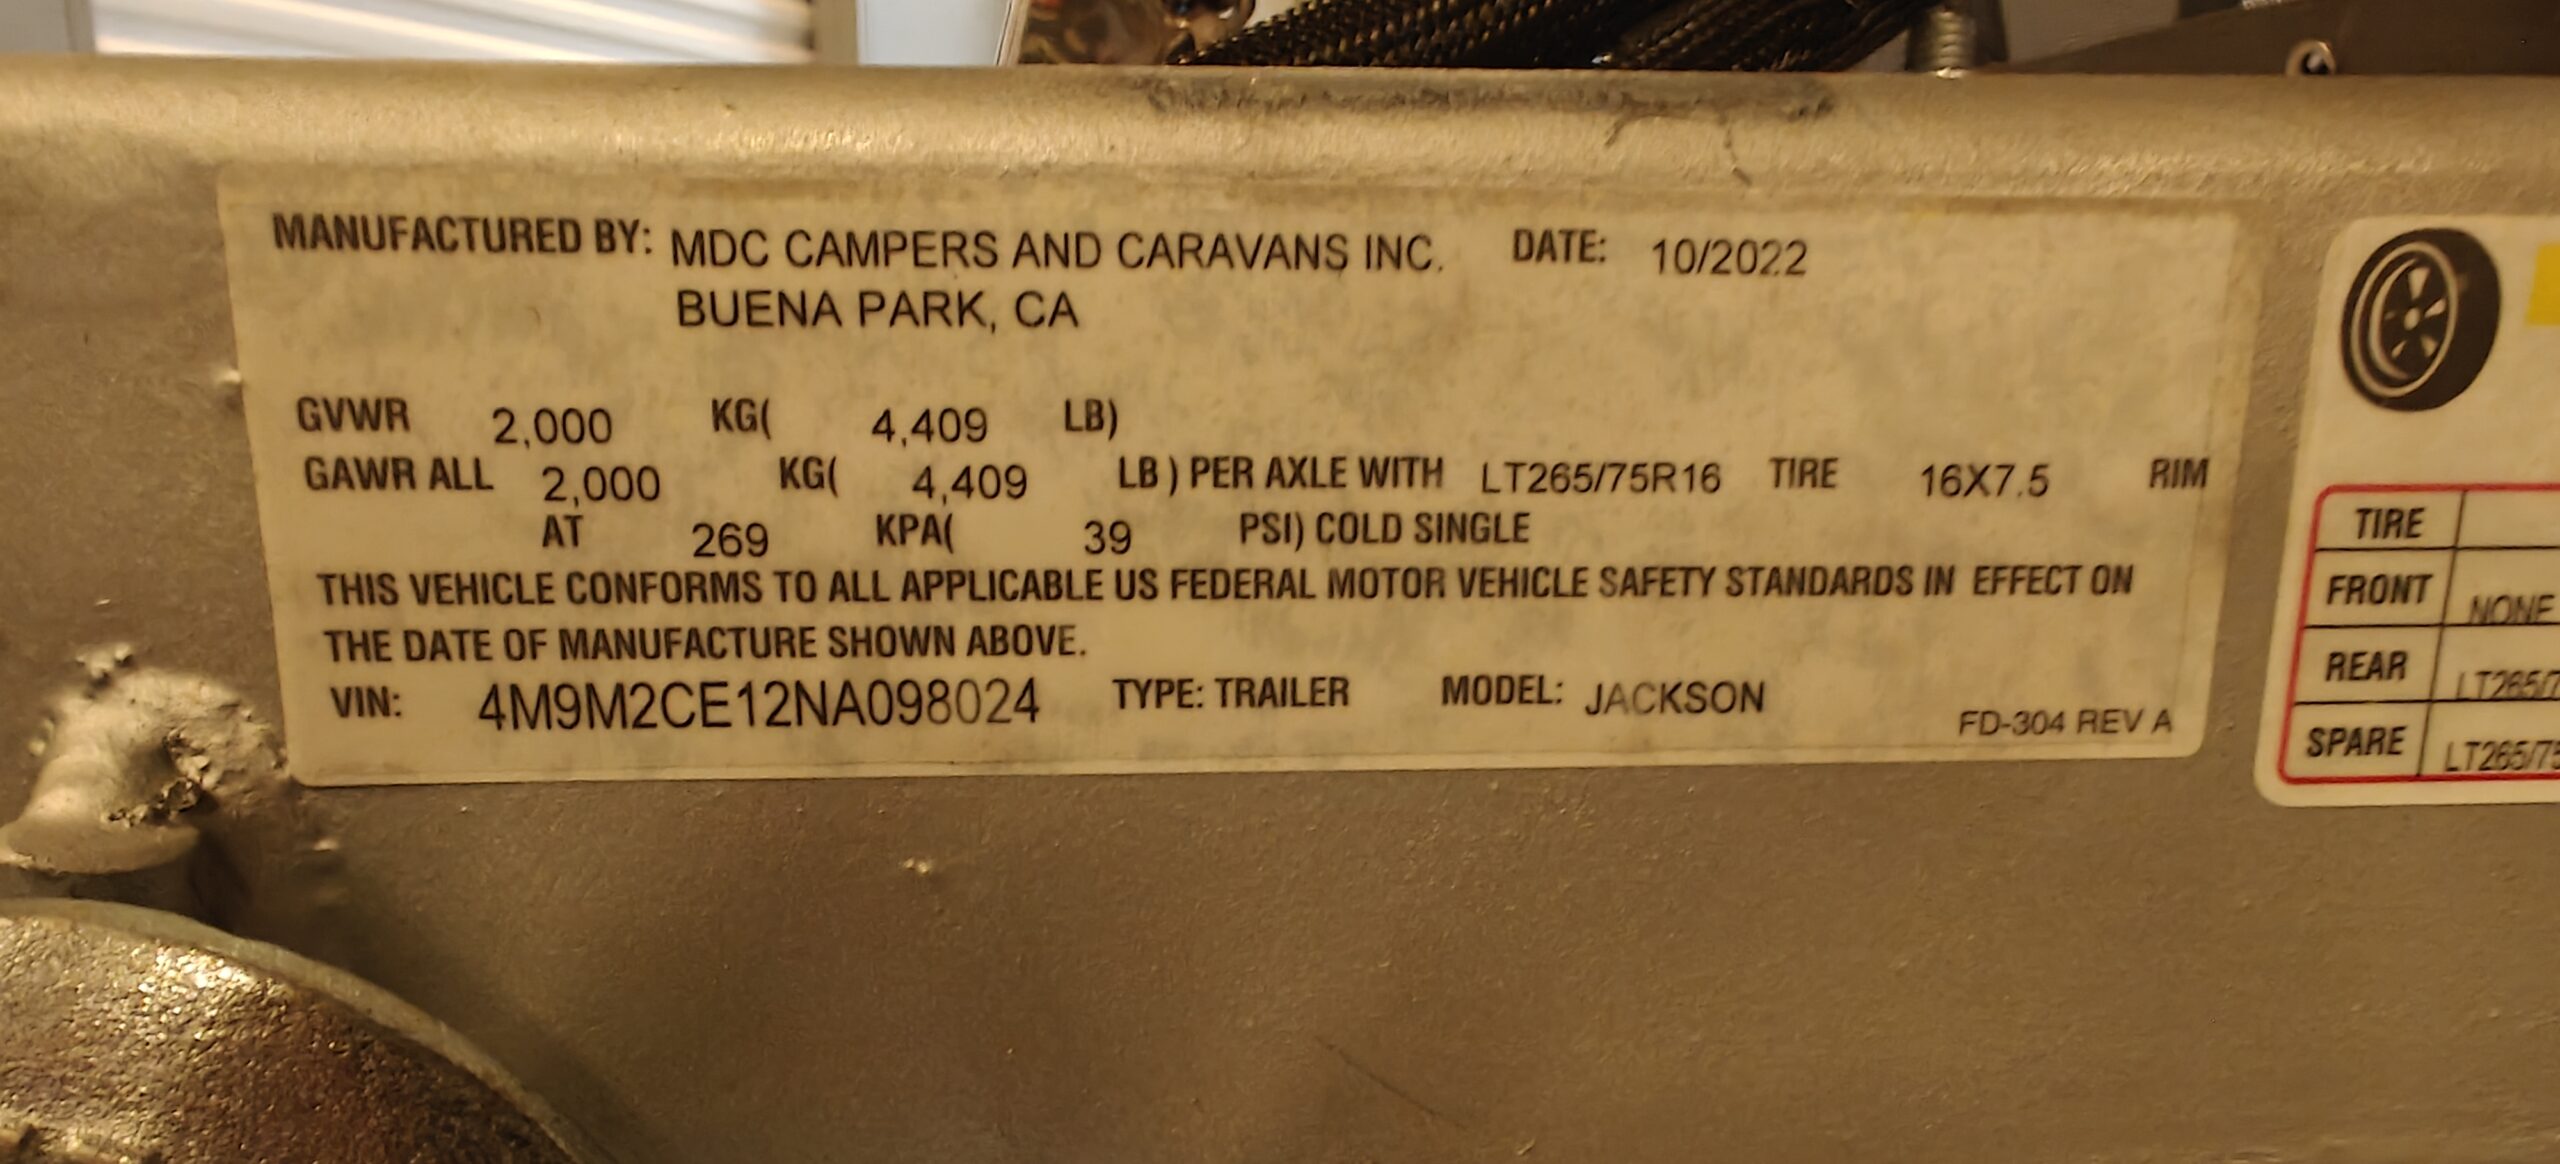 MANUFACTURED BY: MDC CAMPERS AND CARAVANS INC. DATE: 10/2022
BUENA PARK, CA
GVWR 2,000 KG( 4,409 LB)
GAWR ALL 2,000 KG( 4,409 LB) PER AXLE WITH LT265/75R16 TIRE 16X7.5 RIM
AT 269 KPA( 39 PSI) COLD SINGLE
THIS VEHICLE CONFORMS TO ALL APPLICABLE US FEDERAL MOTOR VEHICLE SAFETY STANDARDS IN EFFECT ON
THE DATE OF MANUFACTURE SHOWN ABOVE.
VIN: 4M9M2CE12NA098024 TYPE: TRAILER MODEL: JACKSON
FD-304 REV A
TIRE
FRONT NONE
REAR LT265/7
SPARE LT265/75